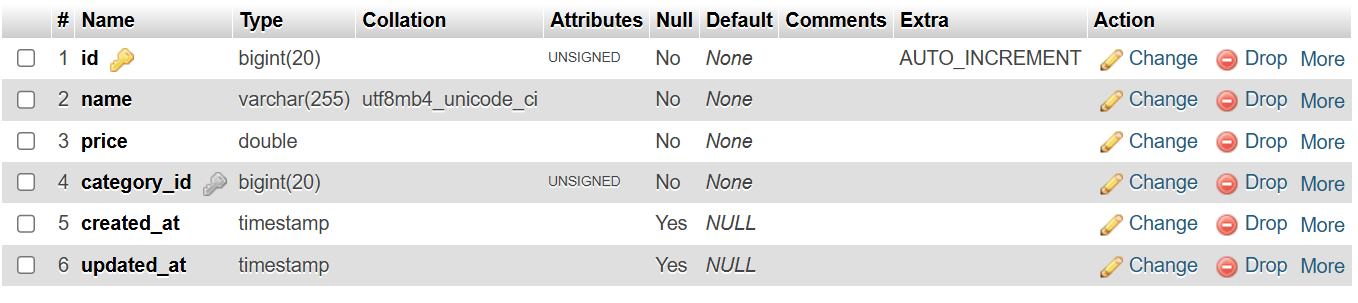 # Name Type Collation Attributes Null Default Comments Extra Action
1 id bigint(20) UNSIGNED No None AUTO_INCREMENT Change Drop More
2 name varchar(255) utf8mb4_unicode_ci No None Change Drop More
3 price double No None Change Drop More
4 category_id bigint(20) UNSIGNED No None Change Drop More
5 created_at timestamp Yes NULL Change Drop More
6 updated_at timestamp Yes NULL Change Drop More